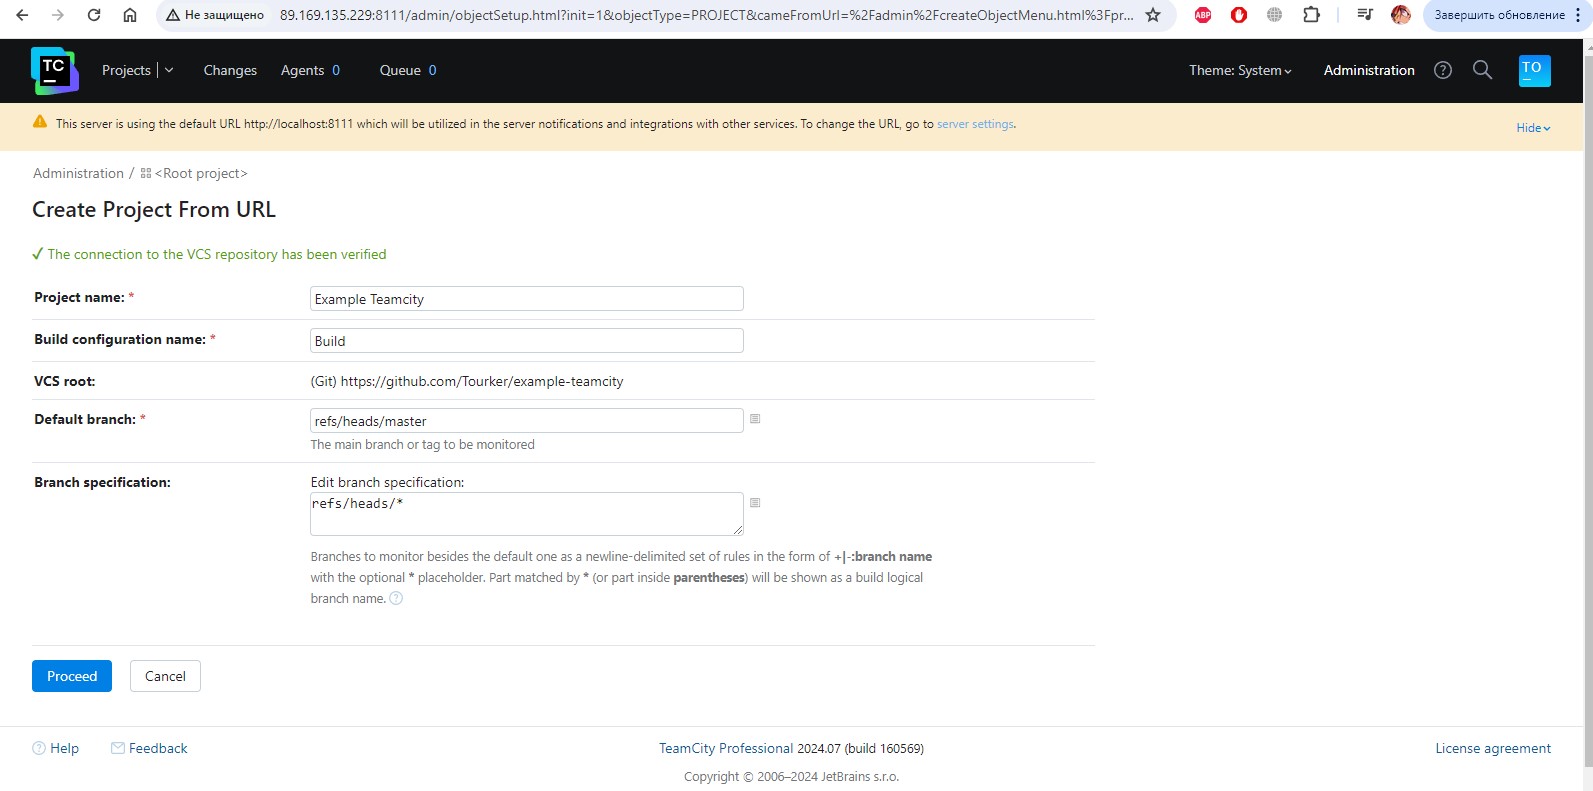 Не защищено 89.169.135.229:8111/admin/objectSetup.html?init=1&objectType=PROJECT&cameFromUrl=%2Fadmin%2FcreateObjectMenu.html%3Fpr... ABP Завершить обновление
TC Projects Changes Agents 0 Queue 0 Theme: System Administration ? TO
This server is using the default URL http://localhost:8111 which will be utilized in the server notifications and integrations with other services. To change the URL, go to server settings.
Hide
Administration / <Root project>
Create Project From URL
The connection to the VCS repository has been verified
Project name: * Example Teamcity
Build configuration name: * Build
VCS root: (Git) https://github.com/Tourker/example-teamcity
Default branch: * refs/heads/master
The main branch or tag to be monitored
Branch specification: Edit branch specification:
refs/heads/*
Branches to monitor besides the default one as a newline-delimited set of rules in the form of +|-:branch name
with the optional * placeholder. Part matched by * (or part inside parentheses) will be shown as a build logical
branch name. ?
Proceed Cancel
? Help Feedback TeamCity Professional 2024.07 (build 160569) License agreement
Copyright © 2006–2024 JetBrains s.r.o.